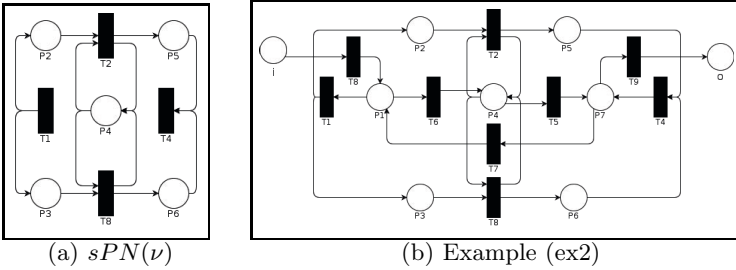 P2
T2
P5
T1
P4
T4
P3
T8
P6
(a) sPN(ν)
i
T8
P2
T2
P5
T9
o
T1
P1
T6
P4
T5
P7
T4
T7
P3
T8
P6
(b) Example (ex2)